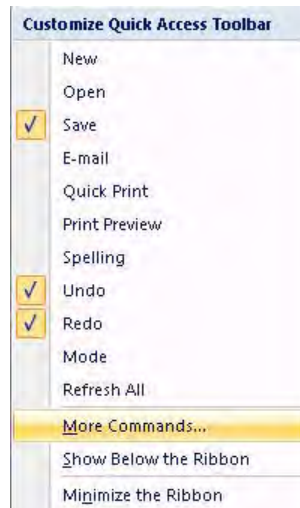 Customize Quick Access Toolbar
New
Open
Save
E-mail
Quick Print
Print Preview
Spelling
Undo
Redo
Mode
Refresh All
More Commands...
Show Below the Ribbon
Minimize the Ribbon